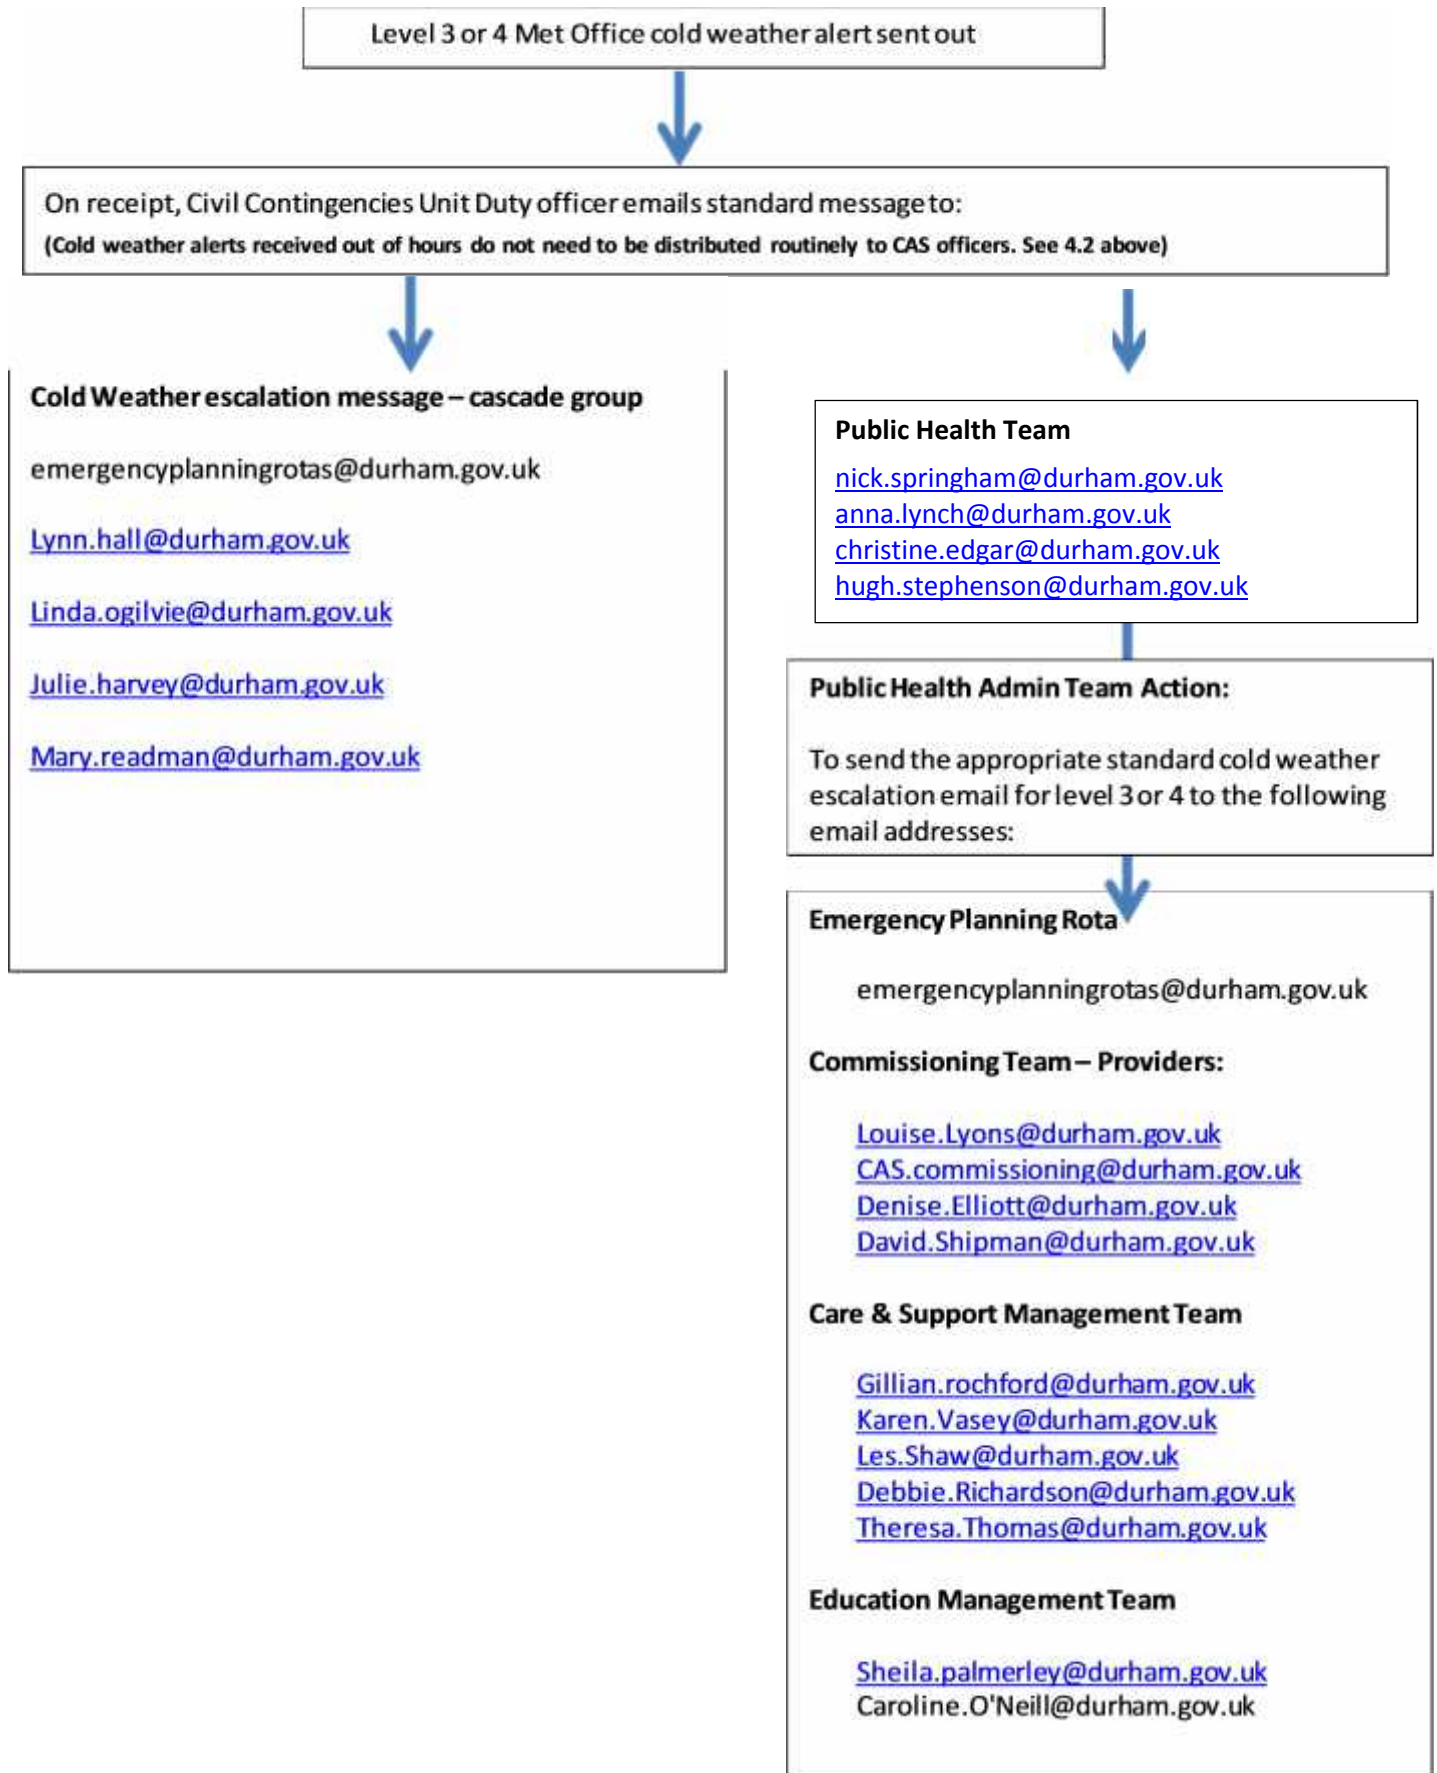 Level 3 or 4 Met Office cold weather alert sent out
On receipt, Civil Contingencies Unit Duty officer emails standard message to:
(Cold weather alerts received out of hours do not need to be distributed routinely to CAS officers. See 4.2 above)
Cold Weather escalation message – cascade group
emergencyplanningrotas@durham.gov.uk
Lynn.hall@durham.gov.uk
Linda.ogilvie@durham.gov.uk
Julie.harvey@durham.gov.uk
Mary.readman@durham.gov.uk
Public Health Team
nick.springham@durham.gov.uk
anna.lynch@durham.gov.uk
christine.edgar@durham.gov.uk
hugh.stephenson@durham.gov.uk
Public Health Admin Team Action:
To send the appropriate standard cold weather
escalation email for level 3 or 4 to the following
email addresses:
Emergency Planning Rota
emergencyplanningrotas@durham.gov.uk
Commissioning Team – Providers:
Louise.Lyons@durham.gov.uk
CAS.commissioning@durham.gov.uk
Denise.Elliott@durham.gov.uk
David.Shipman@durham.gov.uk
Care & Support Management Team
Gillian.rochford@durham.gov.uk
Karen.Vasey@durham.gov.uk
Les.Shaw@durham.gov.uk
Debbie.Richardson@durham.gov.uk
Theresa.Thomas@durham.gov.uk
Education Management Team
Sheila.palmerley@durham.gov.uk
Caroline.O'Neill@durham.gov.uk